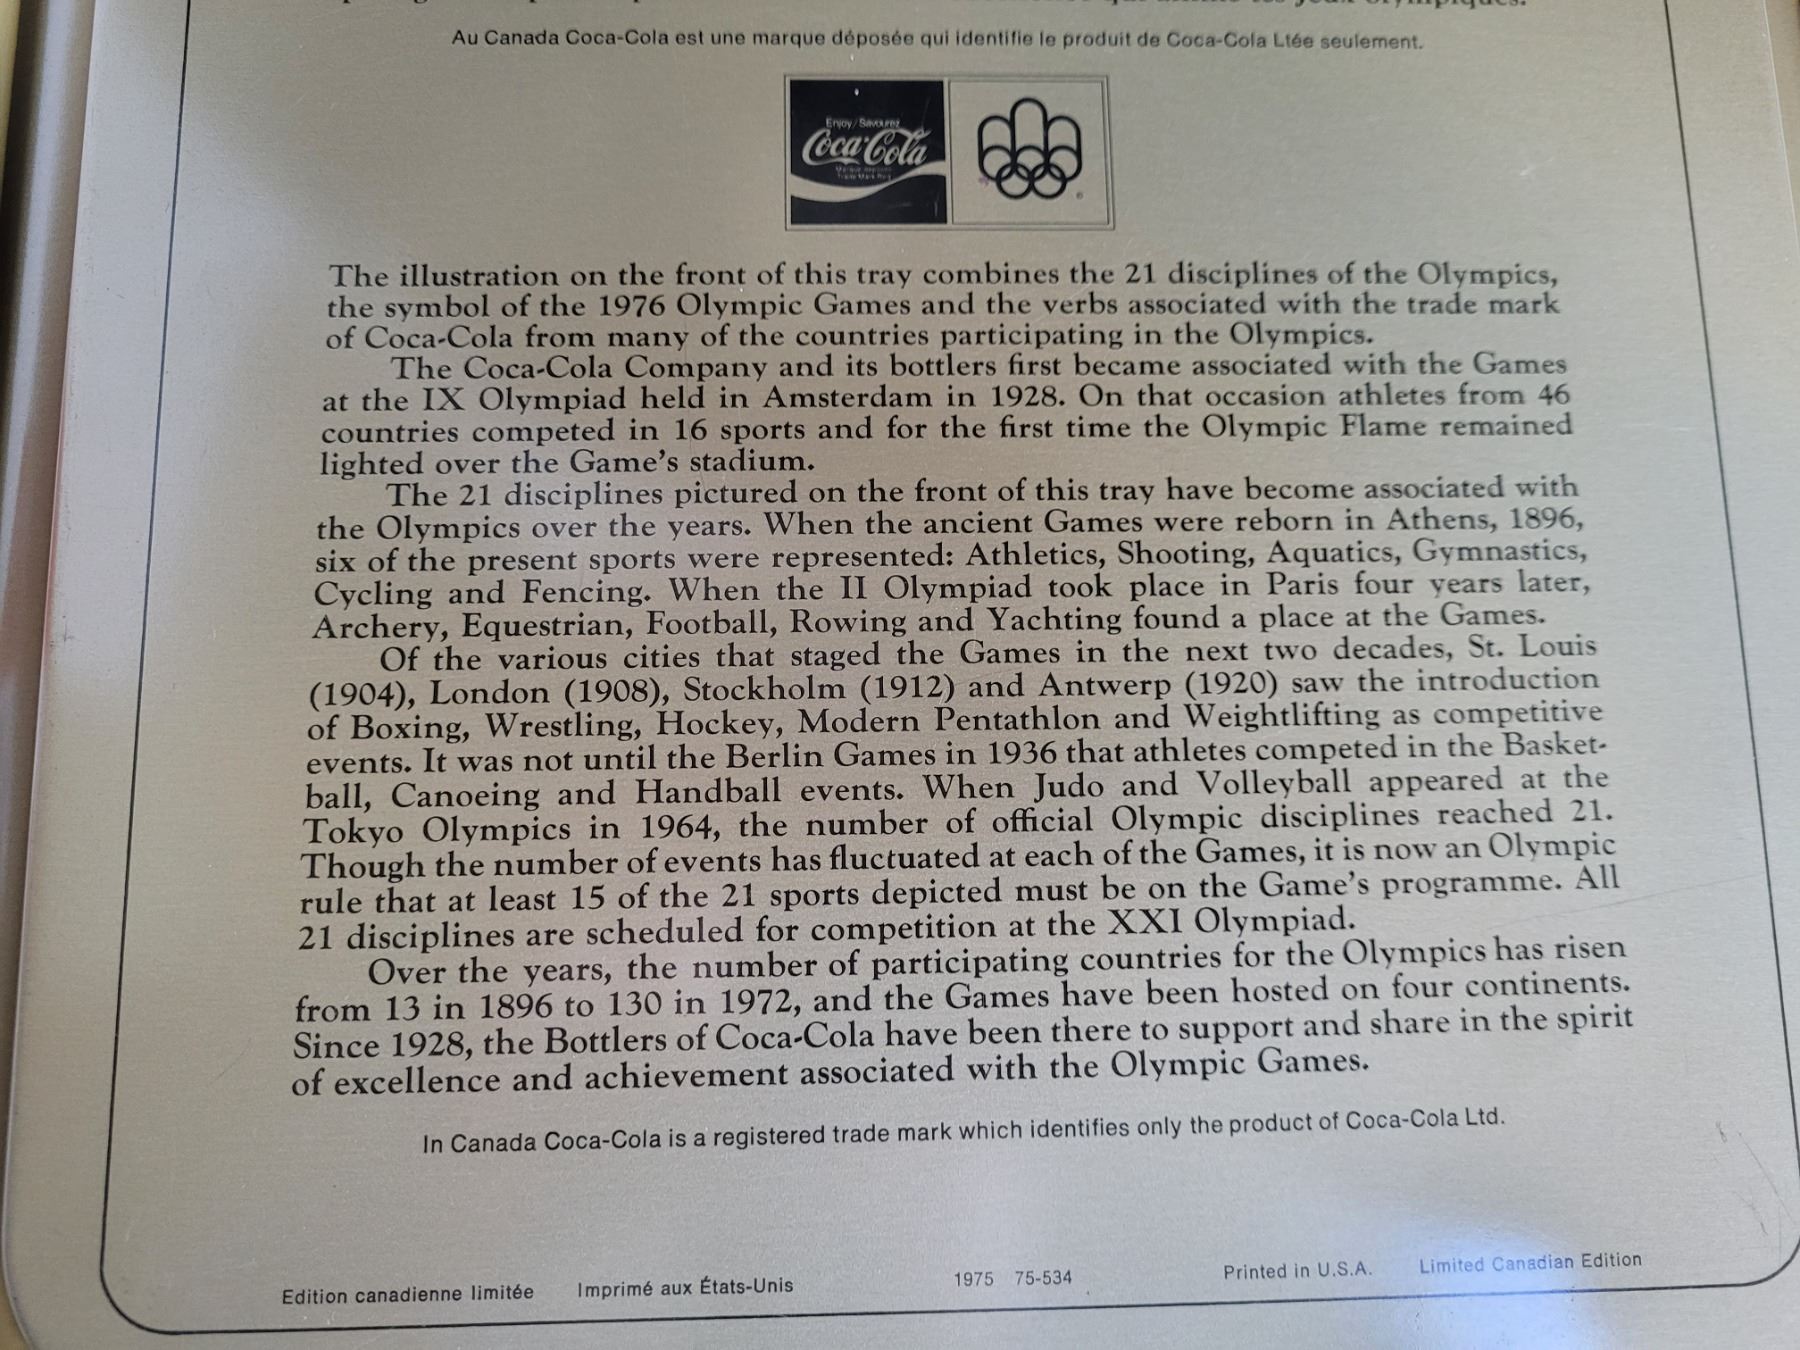 Au Canada Coca-Cola est une marque déposée qui identifie le produit de Coca-Cola Ltée seulement.
Enjoy/Savourez
Coca-Cola
The illustration on the front of this tray combines the 21 disciplines of the Olympics,
the symbol of the 1976 Olympic Games and the verbs associated with the trade mark
of Coca-Cola from many of the countries participating in the Olympics.
The Coca-Cola Company and its bottlers first became associated with the Games
at the IX Olympiad held in Amsterdam in 1928. On that occasion athletes from 46
countries competed in 16 sports and for the first time the Olympic Flame remained
lighted over the Game's stadium.
The 21 disciplines pictured on the front of this tray have become associated with
the Olympics over the years. When the ancient Games were reborn in Athens, 1896,
six of the present sports were represented: Athletics, Shooting, Aquatics, Gymnastics,
Cycling and Fencing. When the II Olympiad took place in Paris four years later,
Archery, Equestrian, Football, Rowing and Yachting found a place at the Games.
Of the various cities that staged the Games in the next two decades, St. Louis
(1904), London (1908), Stockholm (1912) and Antwerp (1920) saw the introduction
of Boxing, Wrestling, Hockey, Modern Pentathlon and Weightlifting as competitive
events. It was not until the Berlin Games in 1936 that athletes competed in the Basket-
ball, Canoeing and Handball events. When Judo and Volleyball appeared at the
Tokyo Olympics in 1964, the number of official Olympic disciplines reached 21.
Though the number of events has fluctuated at each of the Games, it is now an Olympic
rule that at least 15 of the 21 sports depicted must be on the Game's programme. All
21 disciplines are scheduled for competition at the XXI Olympiad.
Over the years, the number of participating countries for the Olympics has risen
from 13 in 1896 to 130 in 1972, and the Games have been hosted on four continents.
Since 1928, the Bottlers of Coca-Cola have been there to support and share in the spirit
of excellence and achievement associated with the Olympic Games.
In Canada Coca-Cola is a registered trade mark which identifies only the product of Coca-Cola Ltd.
Edition canadienne limitée Imprimé aux États-Unis 1975 75-534 Printed in U.S.A. Limited Canadian Edition